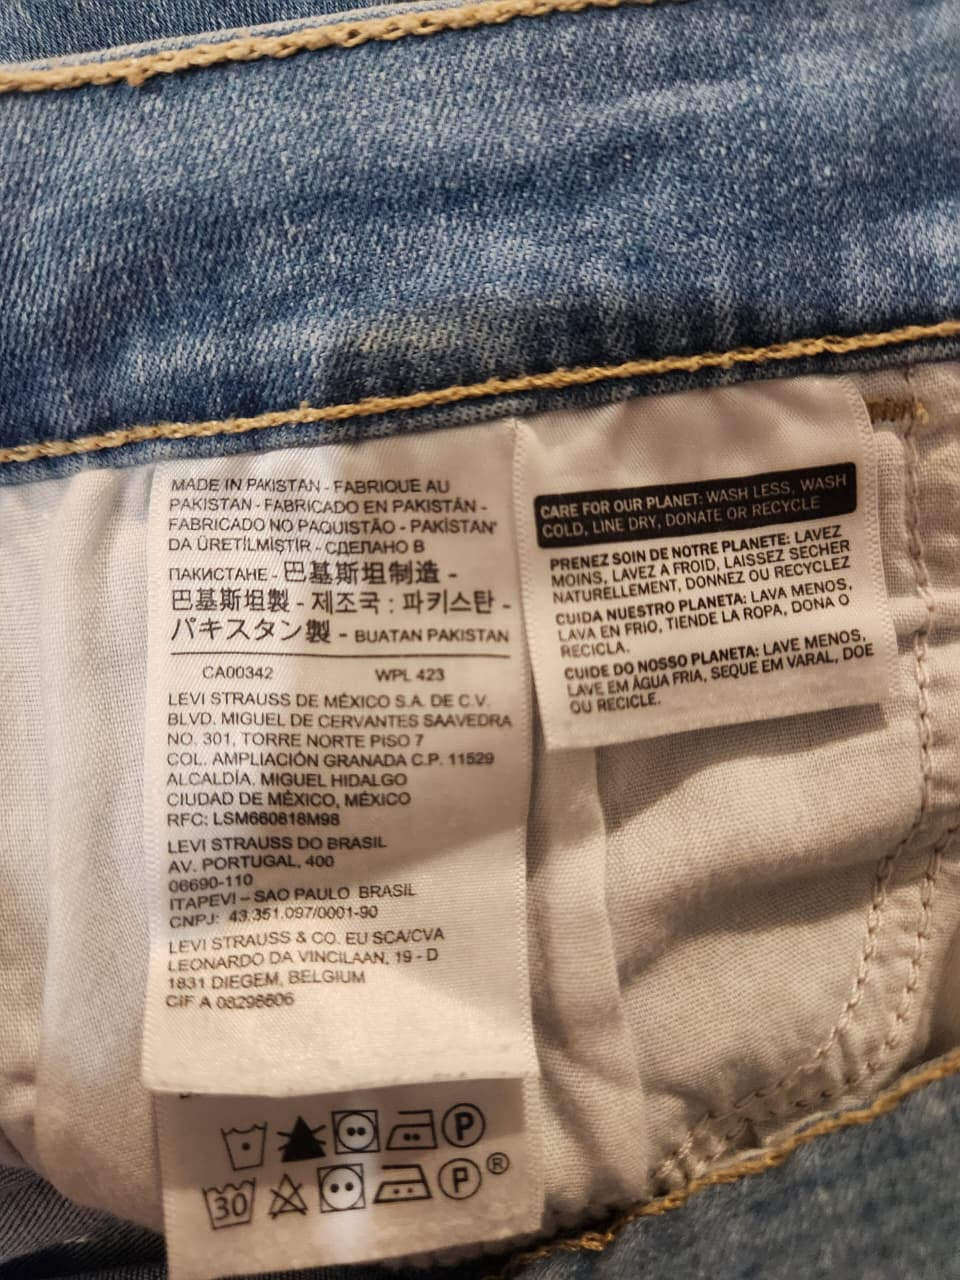 MADE IN PAKISTAN - FABRIQUE AU
PAKISTAN - FABRICADO EN PAKISTÁN -
FABRICADO NO PAQUISTÃO - PAKİSTAN'
DA ÜRETİLMİŞTİR - СДЕЛАНО В
ПАКИСТАНЕ - 巴基斯坦制造 -
巴基斯坦製 - 제조국 : 파키스탄 -
パキスタン製 - BUATAN PAKISTAN
CA00342 WPL 423
LEVI STRAUSS DE MÉXICO S.A. DE C.V.
BLVD. MIGUEL DE CERVANTES SAAVEDRA
NO. 301, TORRE NORTE PISO 7
COL. AMPLIACIÓN GRANADA C.P. 11529
ALCALDÍA. MIGUEL HIDALGO
CIUDAD DE MÉXICO, MÉXICO
RFC: LSM660818M98
LEVI STRAUSS DO BRASIL
AV. PORTUGAL, 400
06690-110
ITAPEVI – SAO PAULO BRASIL
CNPJ: 43.351.097/0001-90
LEVI STRAUSS & CO. EU SCA/CVA
LEONARDO DA VINCILAAN, 19 - D
1831 DIEGEM, BELGIUM
CIF A 08298606
CARE FOR OUR PLANET: WASH LESS, WASH
COLD, LINE DRY, DONATE OR RECYCLE
PRENEZ SOIN DE NOTRE PLANETE: LAVEZ
MOINS, LAVEZ A FROID, LAISSEZ SECHER
NATURELLEMENT, DONNEZ OU RECYCLEZ
CUIDA NUESTRO PLANETA: LAVA MENOS,
LAVA EN FRIO, TIENDE LA ROPA, DONA O
RECICLA.
CUIDE DO NOSSO PLANETA: LAVE MENOS,
LAVE EM ÁGUA FRIA, SEQUE EM VARAL, DOE
OU RECICLE.
P
30 P ®